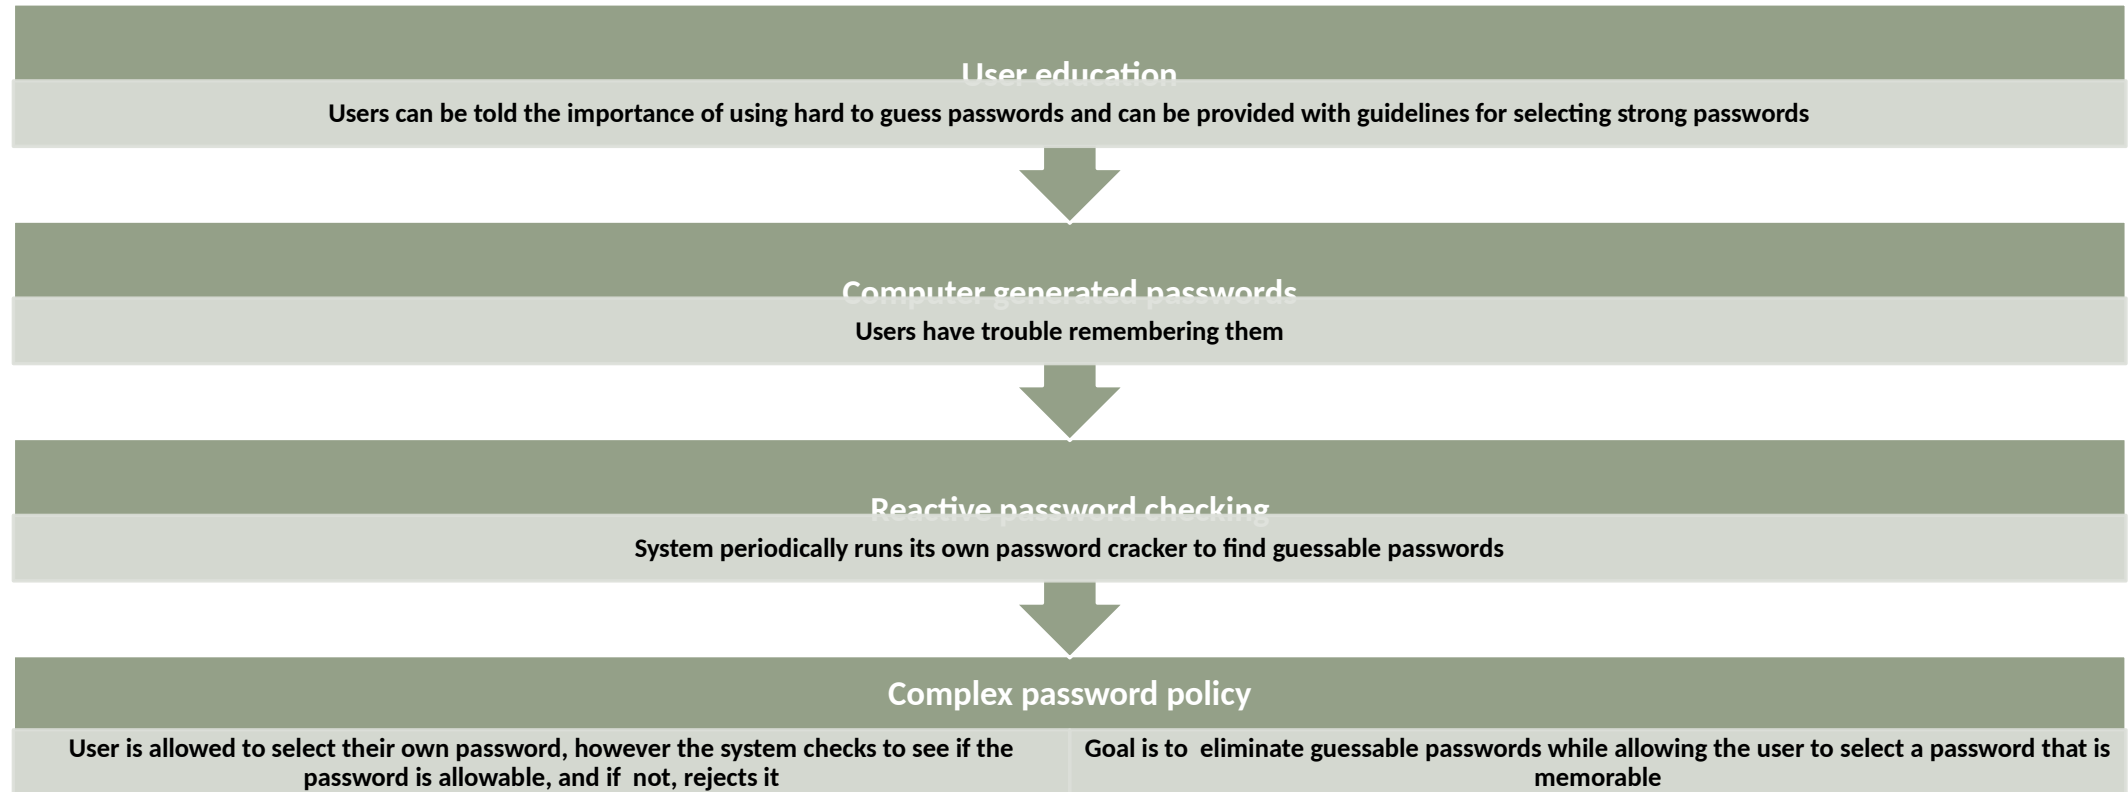 User education
Users can be told the importance of using hard to guess passwords and can be provided with guidelines for selecting strong passwords
Computer generated passwords
Users have trouble remembering them
Reactive password checking
System periodically runs its own password cracker to find guessable passwords
Complex password policy
User is allowed to select their own password, however the system checks to see if the
password is allowable, and if  not, rejects it
Goal is to  eliminate guessable passwords while allowing the user to select a password that is
memorable